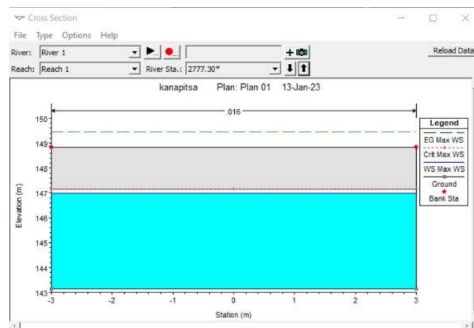 Cross Section
File Type Options Help
River: River 1
Reload Data
Reach: Reach 1 River Sta.: 2777.30*
kanapitsa Plan: Plan 01 13-Jan-23
.016
Legend
EG Max WS
Crit Max WS
WS Max WS
Ground
Bank Sta
Elevation (m)
150
149
148
147
146
145
144
143
-3 -2 -1 0 1 2 3
Station (m)